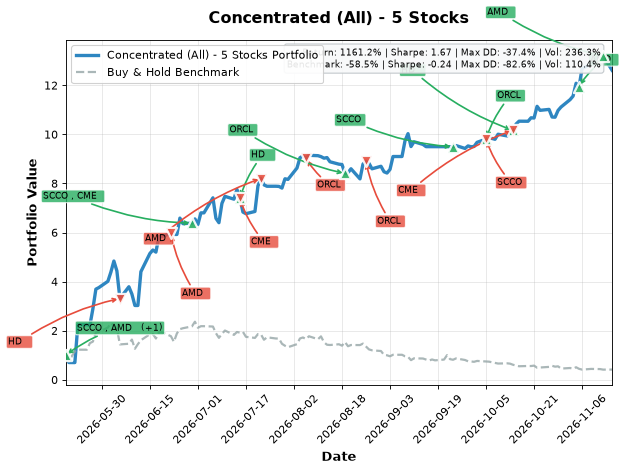 Concentrated (All) - 5 Stocks
AMD
Concentrated (All) - 5 Stocks Portfolio
Buy & Hold Benchmark
rn: 1161.2% | Sharpe: 1.67 | Max DD: -37.4% | Vol: 236.3%
Benchmark: -58.5% | Sharpe: -0.24 | Max DD: -82.6% | Vol: 110.4%
ORCL
SCCO
ORCL
HD
SCCO , CME
ORCL
SCCO
CME
AMD
CME
ORCL
AMD
SCCO , AMD (+1)
HD
Portfolio Value
12
10
8
6
4
2
0
2026-05-30
2026-06-15
2026-07-01
2026-07-17
2026-08-02
2026-08-18
2026-09-03
2026-09-19
2026-10-05
2026-10-21
2026-11-06
Date